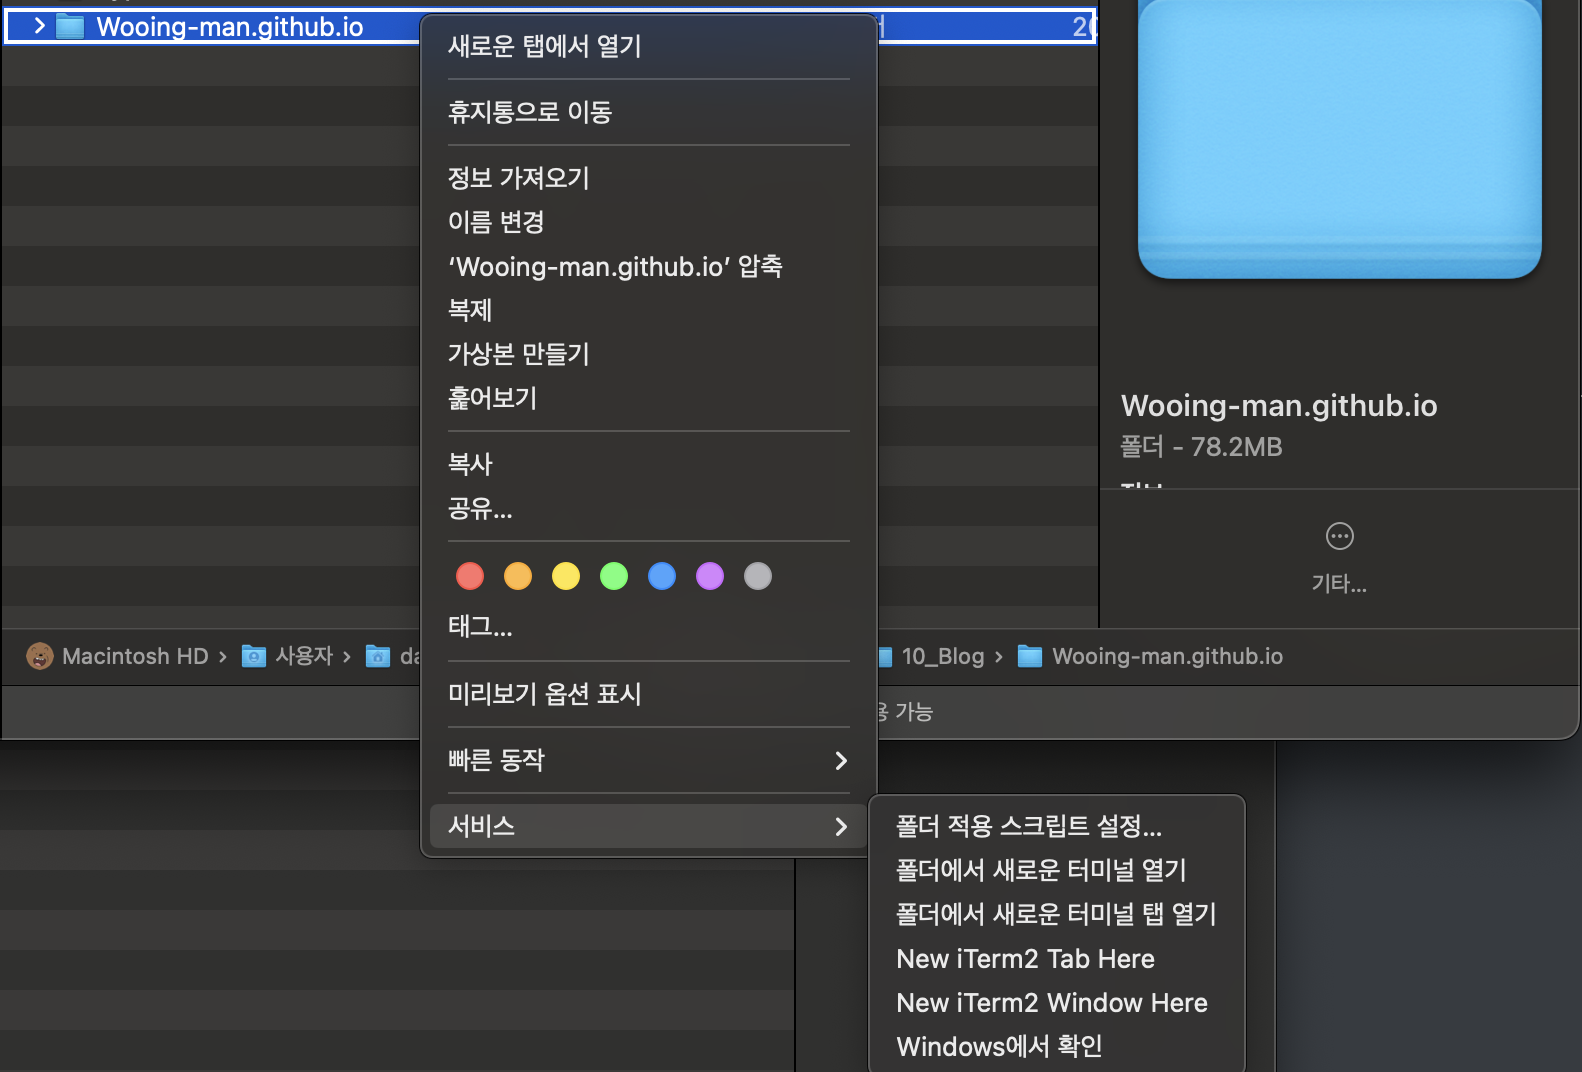 Wooing-man.github.io
새로운 탭에서 열기
휴지통으로 이동
정보 가져오기
이름 변경
‘Wooing-man.github.io’ 압축
복제
가상본 만들기
훑어보기
복사
공유...
태그...
미리보기 옵션 표시
빠른 동작
서비스
폴더 적용 스크립트 설정...
폴더에서 새로운 터미널 열기
폴더에서 새로운 터미널 탭 열기
New iTerm2 Tab Here
New iTerm2 Window Here
Windows에서 확인
Wooing-man.github.io
폴더 - 78.2MB
기타...
Macintosh HD › 사용자 › 10_Blog › Wooing-man.github.io
가능